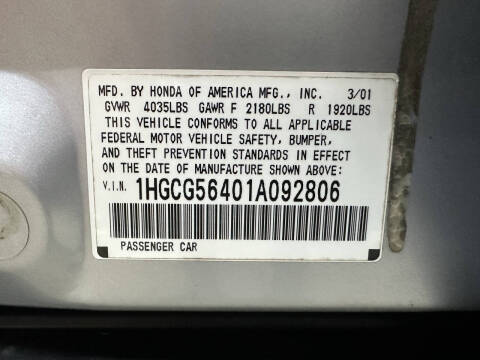 MFD. BY HONDA OF AMERICA MFG., INC. 3/01
GVWR 4035LBS GAWR F 2180LBS R 1920LBS
THIS VEHICLE CONFORMS TO ALL APPLICABLE
FEDERAL MOTOR VEHICLE SAFETY, BUMPER,
AND THEFT PREVENTION STANDARDS IN EFFECT
ON THE DATE OF MANUFACTURE SHOWN ABOVE:
V.I.N. 1HGCG56401A092806
PASSENGER CAR